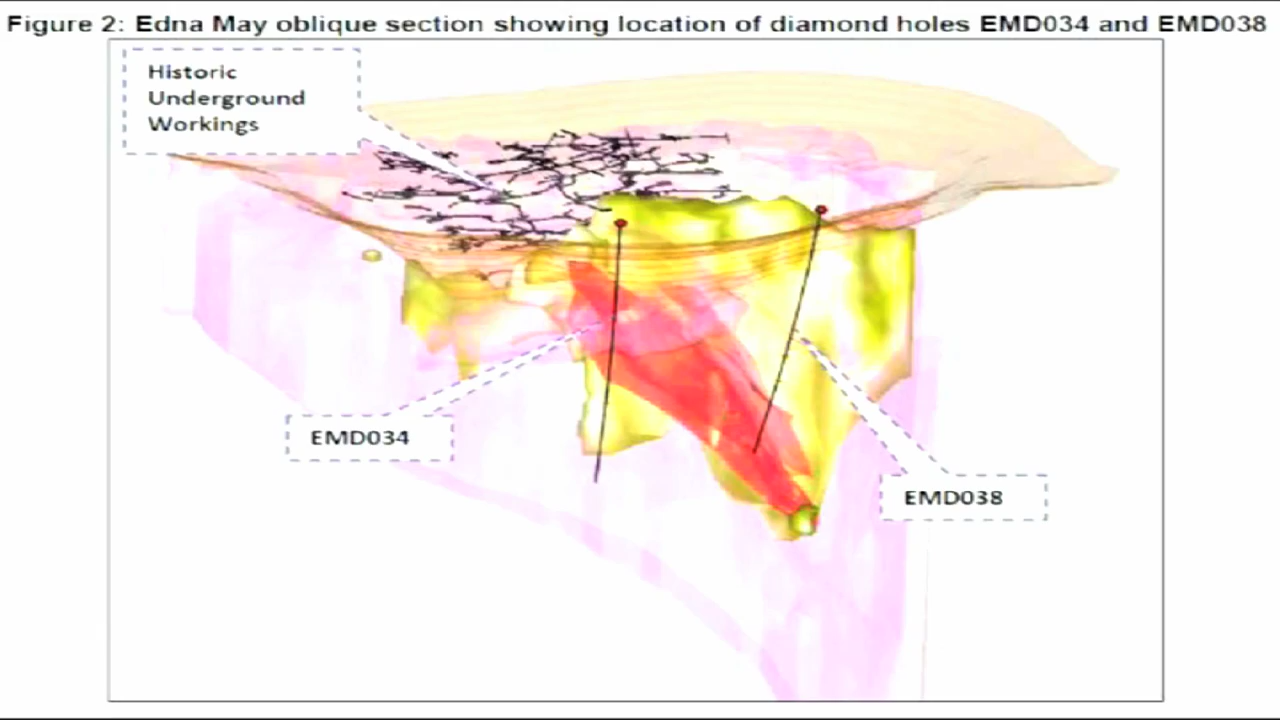 Figure 2: Edna May oblique section showing location of diamond holes EMD034 and EMD038
Historic
Underground
Workings
EMD034
EMD038